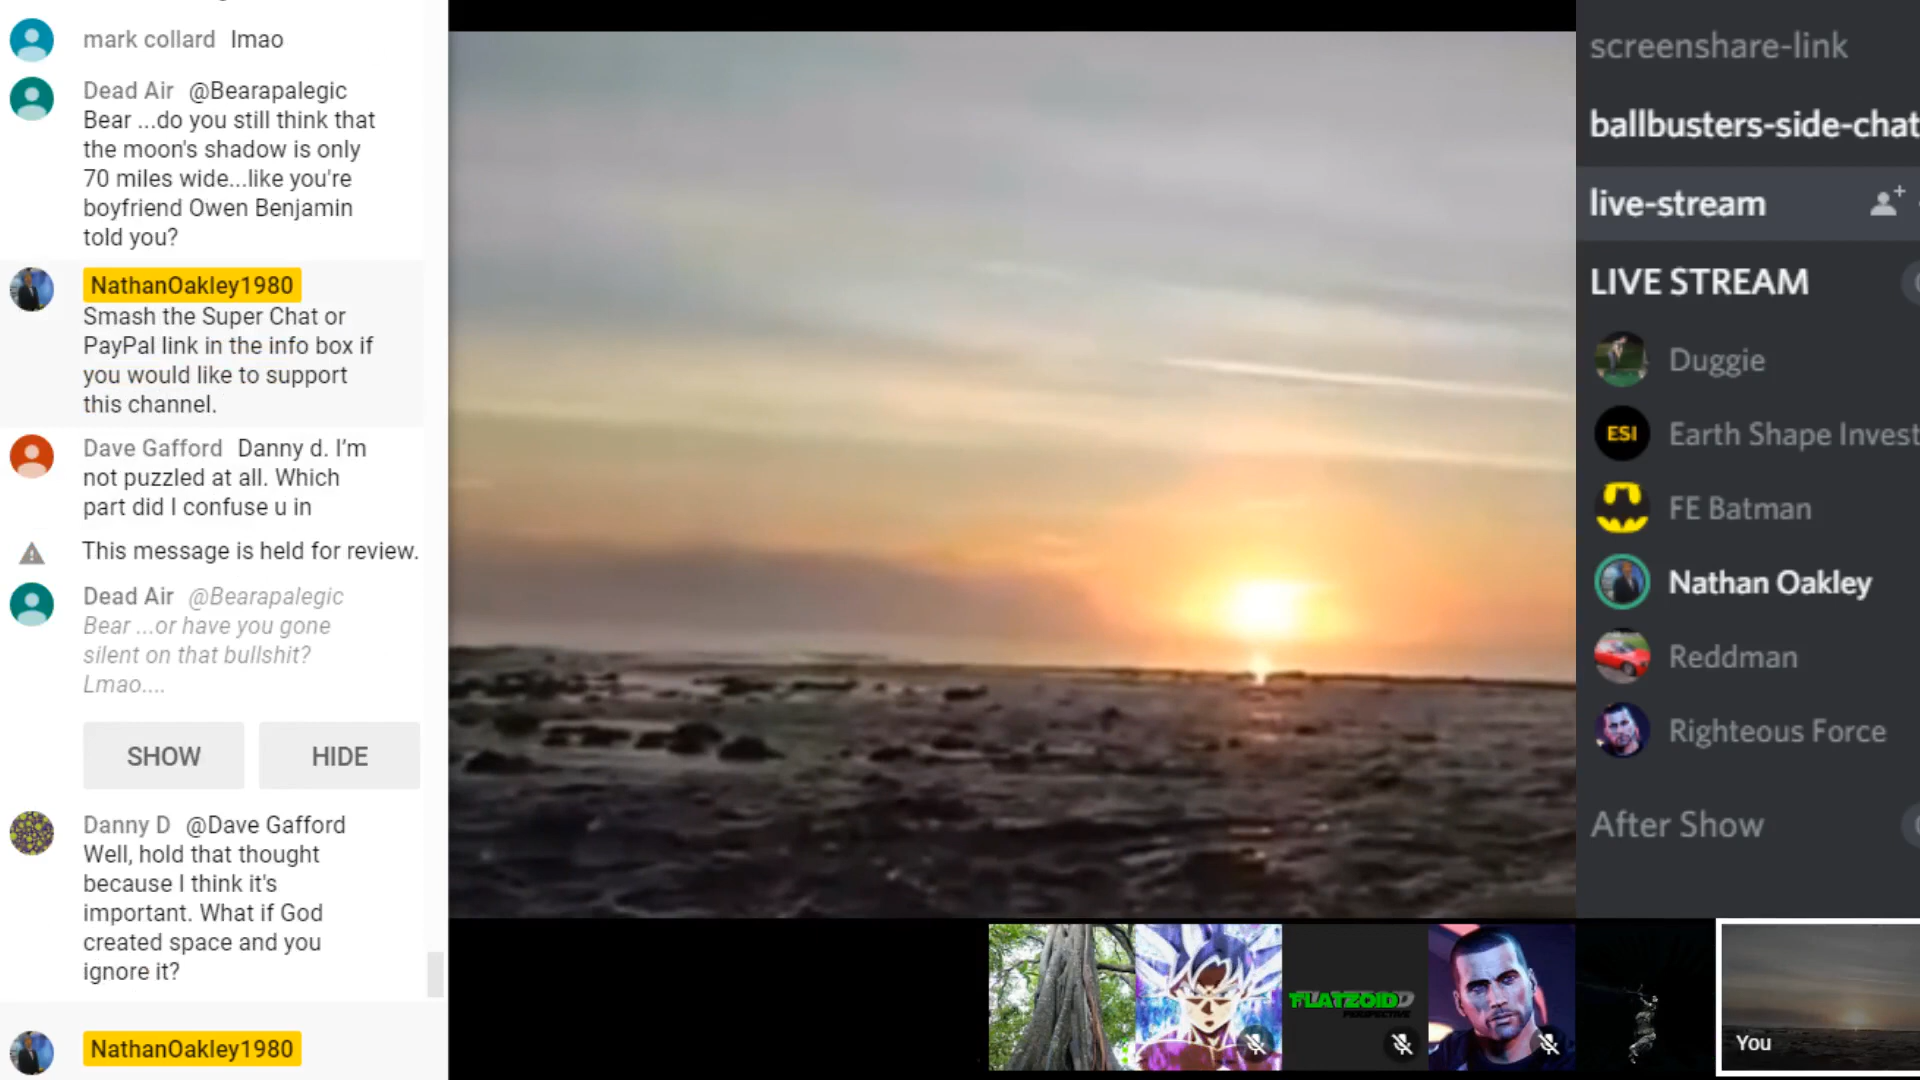 mark collard lmao
Dead Air @Bearapalegic
Bear ...do you still think that
the moon's shadow is only
70 miles wide...like you're
boyfriend Owen Benjamin
told you?
NathanOakley1980
Smash the Super Chat or
PayPal link in the info box if
you would like to support
this channel.
Dave Gafford Danny d. I’m
not puzzled at all. Which
part did I confuse u in
This message is held for review.
Dead Air @Bearapalegic
Bear ...or have you gone
silent on that bullshit?
Lmao....
SHOW HIDE
Danny D @Dave Gafford
Well, hold that thought
because I think it's
important. What if God
created space and you
ignore it?
NathanOakley1980
screenshare-link
ballbusters-side-chat
live-stream
LIVE STREAM
Duggie
ESI Earth Shape Invest
FE Batman
Nathan Oakley
Reddman
Righteous Force
After Show
FLATZOIDD
PERSPECTIVE
You